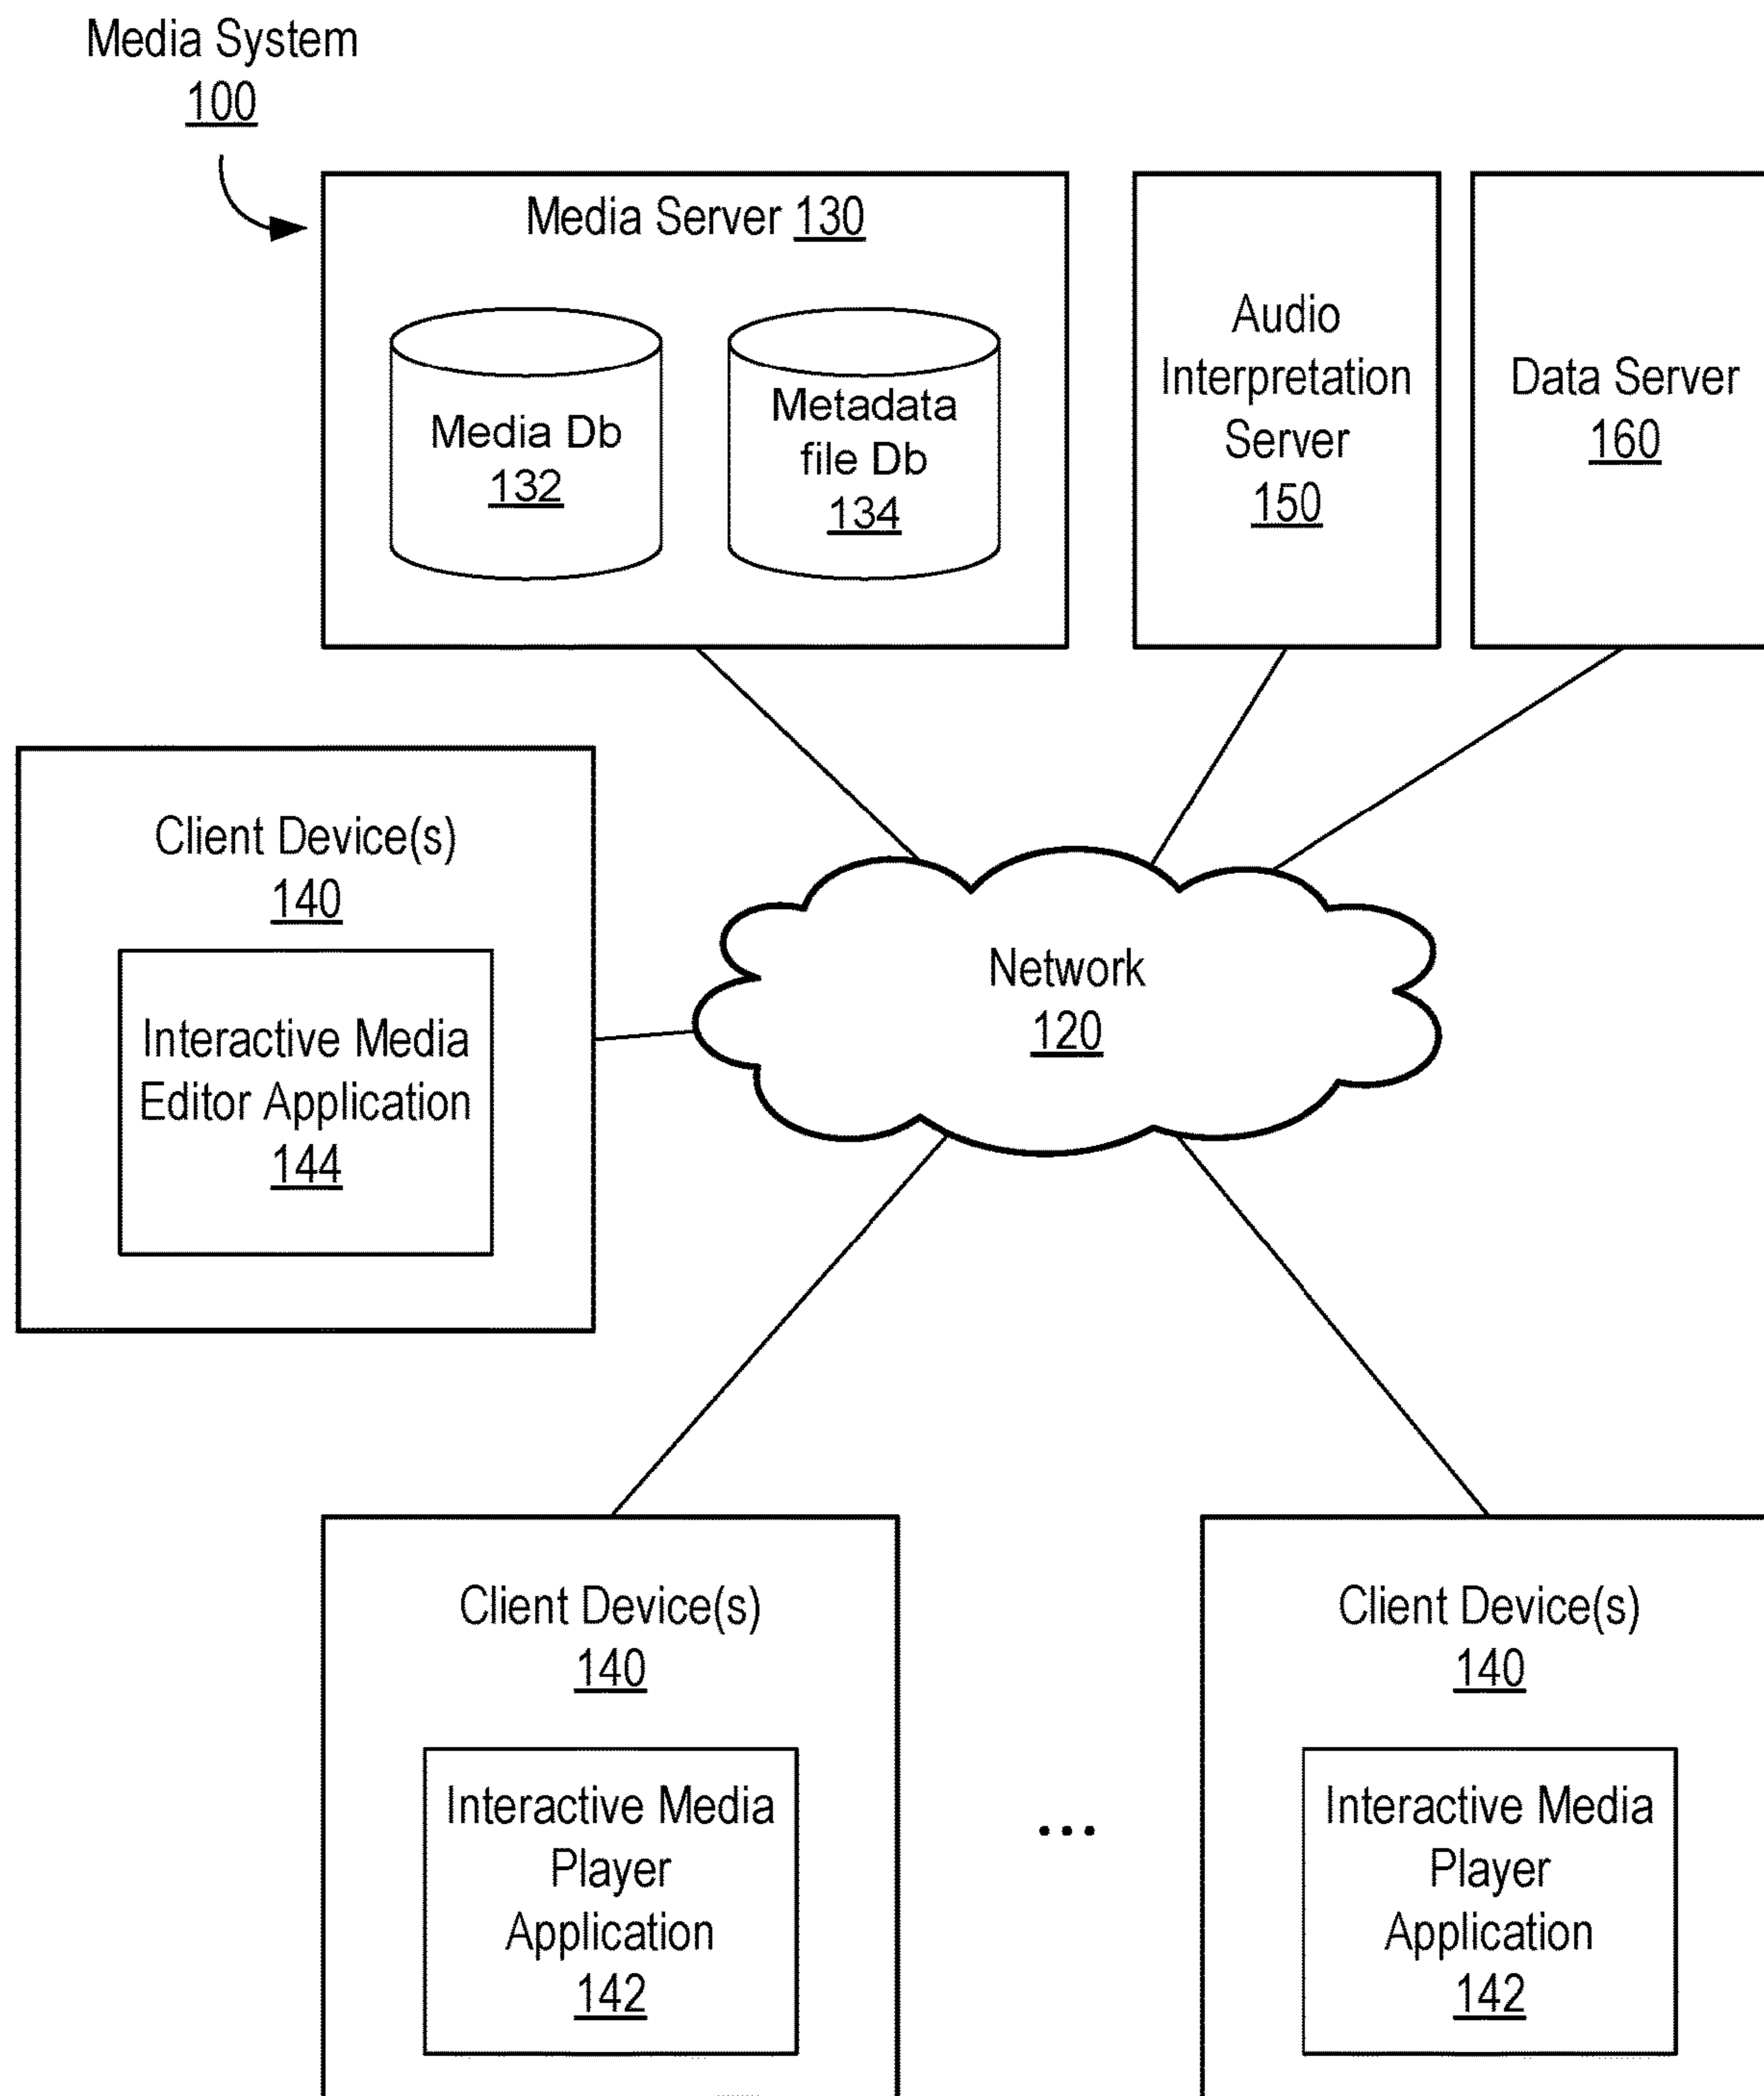 Media System
100
Media Server 130
Media Db
132
Metadata
file Db
134
Audio
Interpretation
Server
150
Data Server
160
Client Device(s)
140
Interactive Media
Editor Application
144
Network
120
Client Device(s)
140
Interactive Media
Player
Application
142
...
Client Device(s)
140
Interactive Media
Player
Application
142